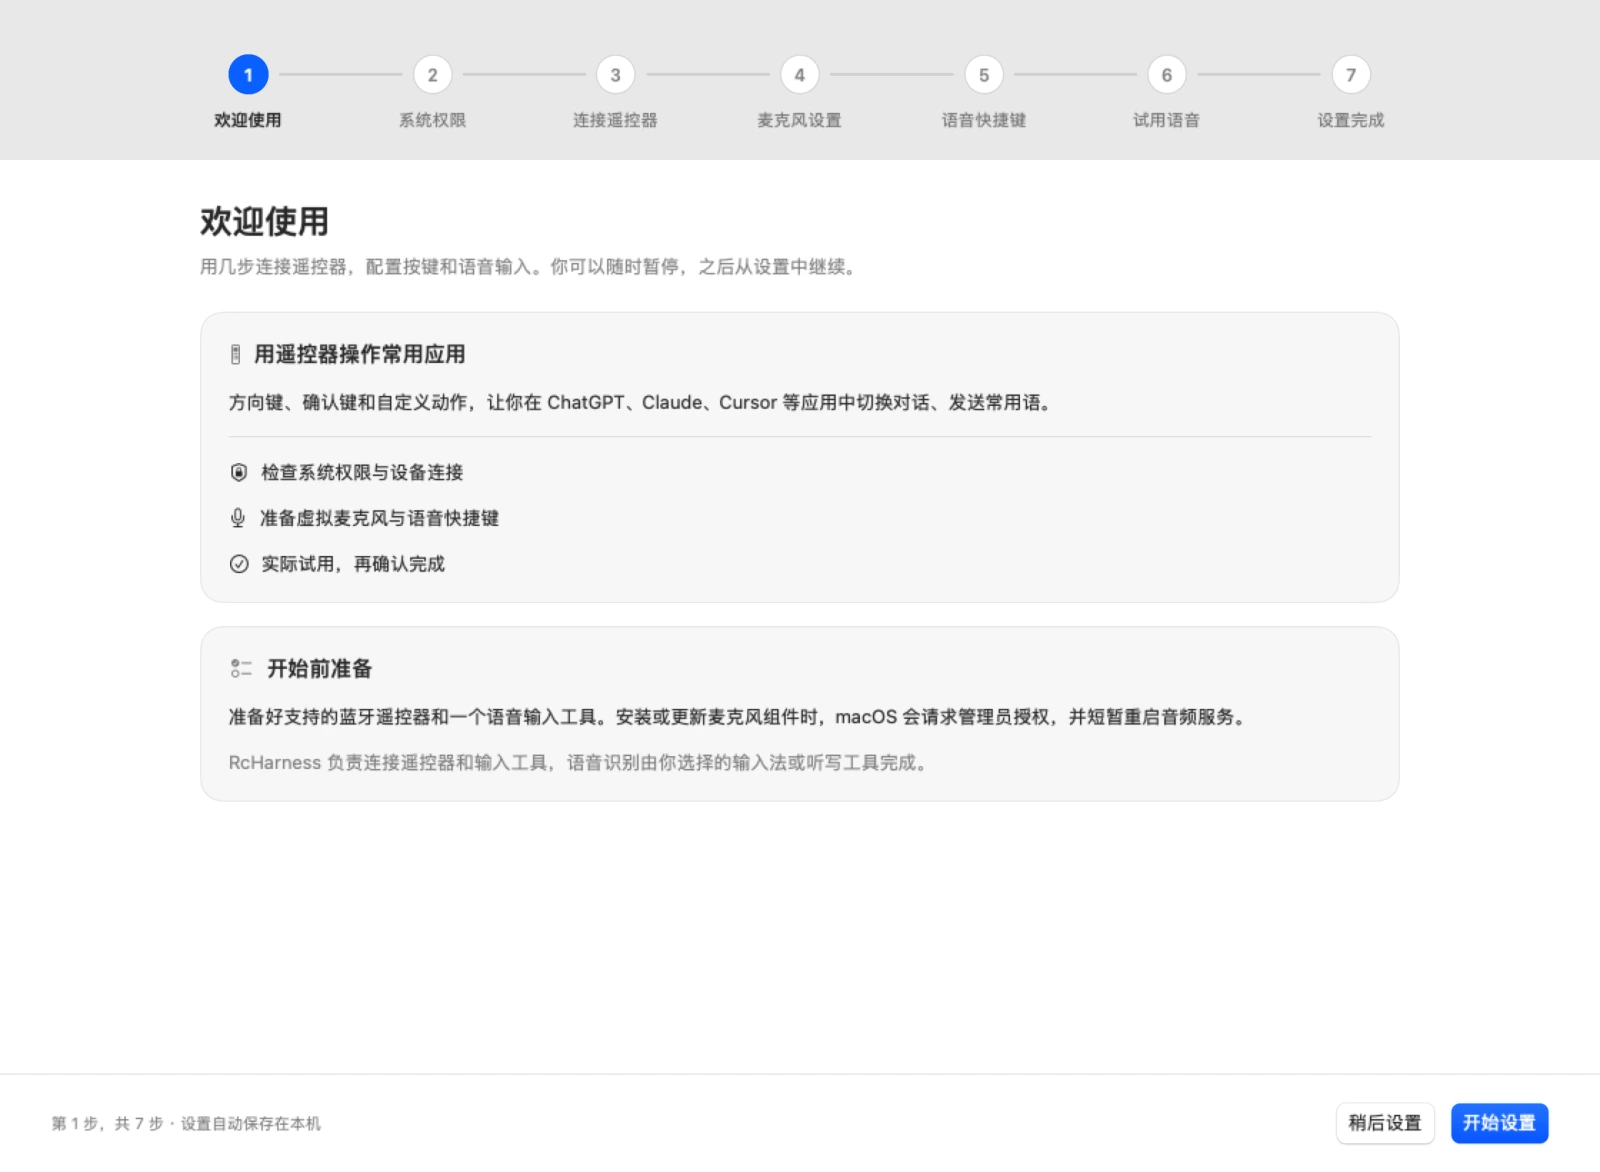 1
2
3
4
5
6
7
欢迎使用
系统权限
连接遥控器
麦克风设置
语音快捷键
试用语音
设置完成
欢迎使用
用几步连接遥控器，配置按键和语音输入。你可以随时暂停，之后从设置中继续。
用遥控器操作常用应用
方向键、确认键和自定义动作，让你在 ChatGPT、Claude、Cursor 等应用中切换对话、发送常用语。
检查系统权限与设备连接
准备虚拟麦克风与语音快捷键
实际试用，再确认完成
开始前准备
准备好支持的蓝牙遥控器和一个语音输入工具。安装或更新麦克风组件时，macOS 会请求管理员授权，并短暂重启音频服务。
RcHarness 负责连接遥控器和输入工具，语音识别由你选择的输入法或听写工具完成。
第 1 步，共 7 步 · 设置自动保存在本机
稍后设置
开始设置